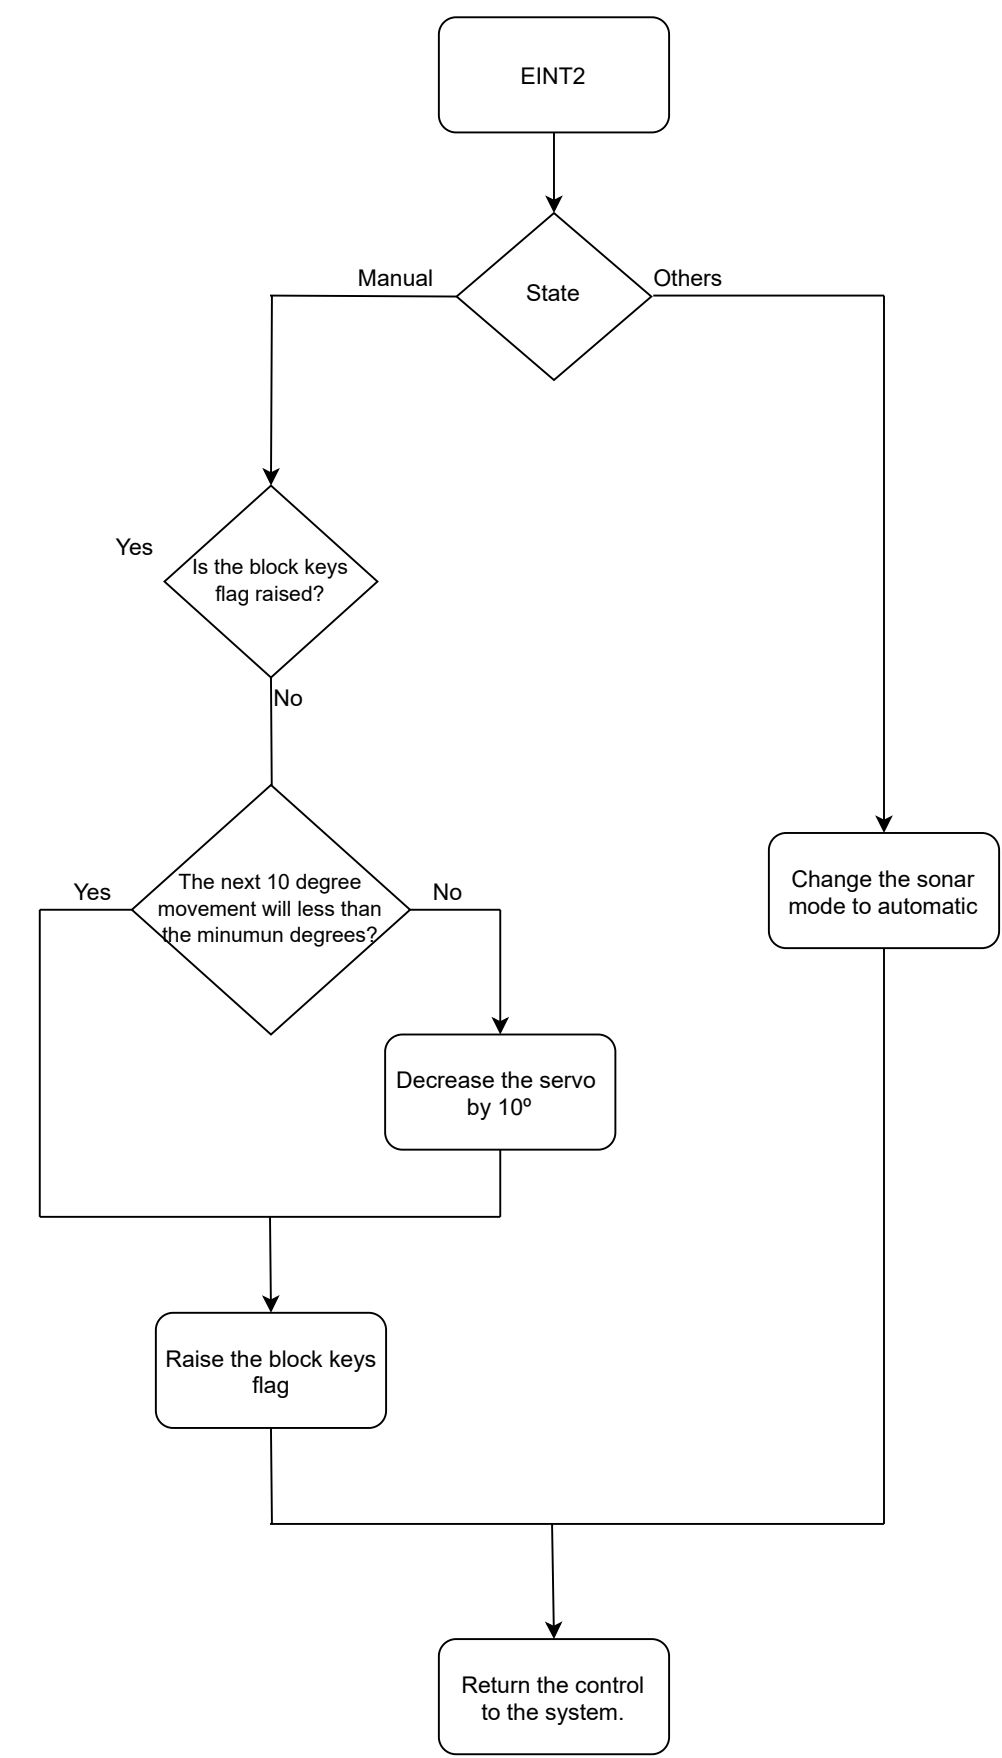 EINT2
State
Manual
Others
Yes
Is the block keys
flag raised?
No
The next 10 degree
movement will less than
the minumun degrees?
Yes
No
Change the sonar
mode to automatic
Decrease the servo
by 10º
Raise the block keys
flag
Return the control
to the system.